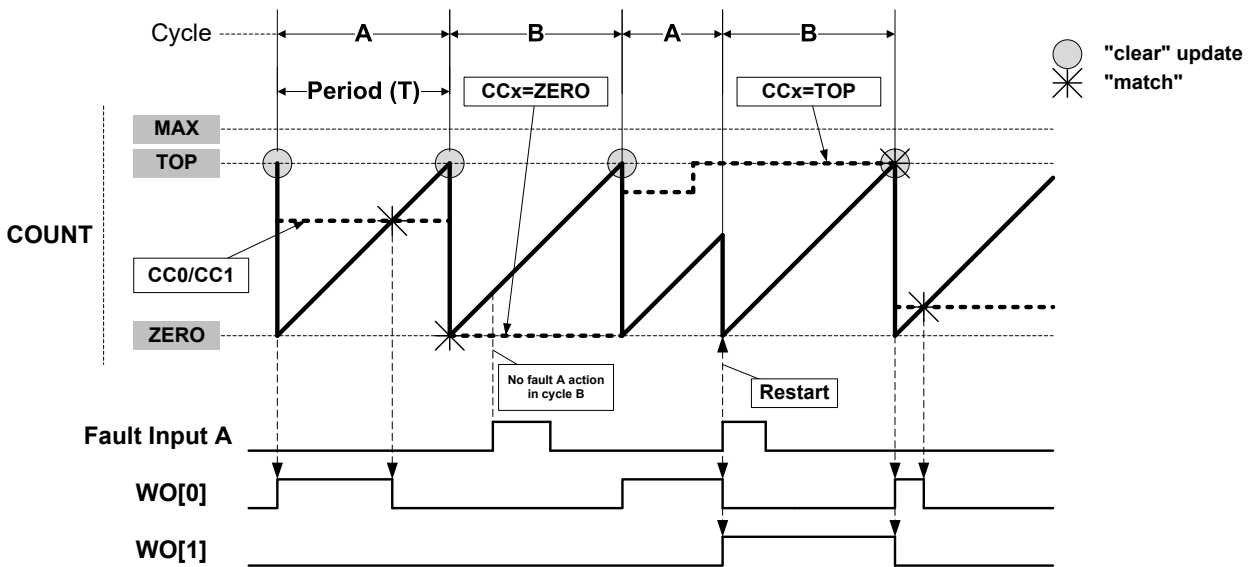 Cycle A B A B
"clear" update
"match"
Period (T)
CCx=ZERO
CCx=TOP
MAX
TOP
COUNT
CC0/CC1
ZERO
No fault A action
in cycle B
Restart
Fault Input A
WO[0]
WO[1]